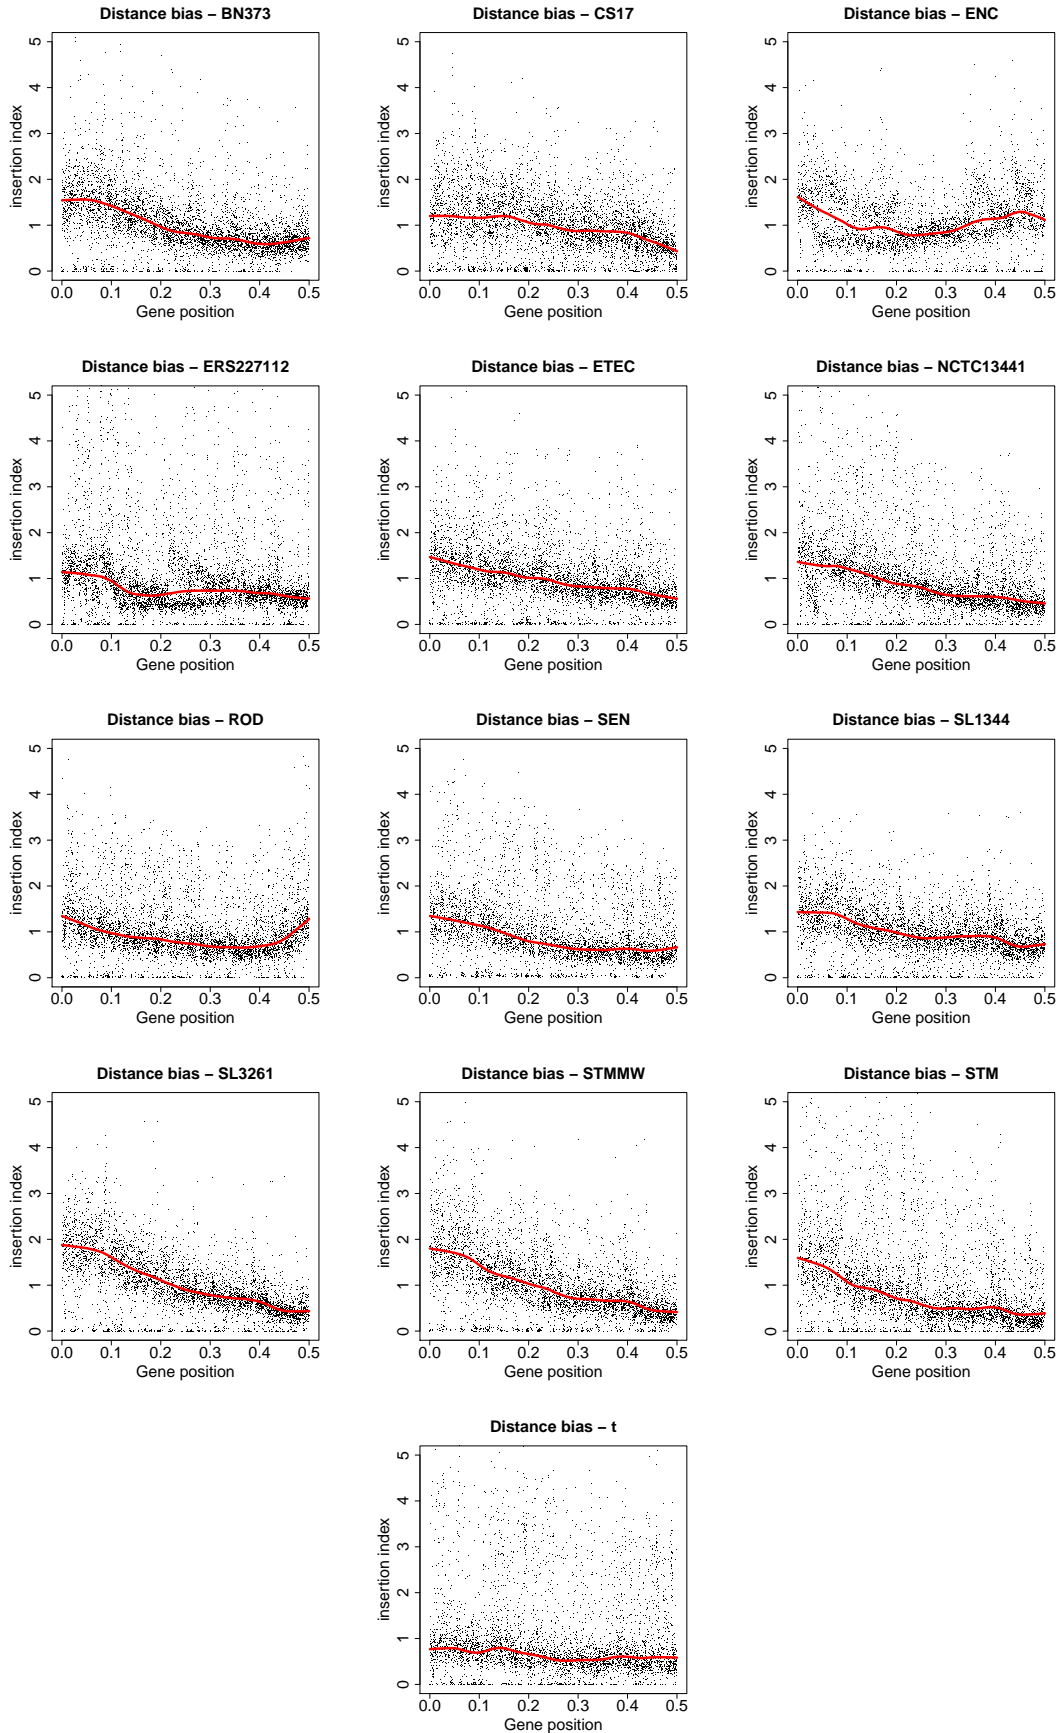 Distance bias – BN373
insertion index
0 1 2 3 4 5
0.0 0.1 0.2 0.3 0.4 0.5
Gene position
Distance bias – CS17
insertion index
0 1 2 3 4 5
0.0 0.1 0.2 0.3 0.4 0.5
Gene position
Distance bias – ENC
insertion index
0 1 2 3 4 5
0.0 0.1 0.2 0.3 0.4 0.5
Gene position
Distance bias – ERS227112
insertion index
0 1 2 3 4 5
0.0 0.1 0.2 0.3 0.4 0.5
Gene position
Distance bias – ETEC
insertion index
0 1 2 3 4 5
0.0 0.1 0.2 0.3 0.4 0.5
Gene position
Distance bias – NCTC13441
insertion index
0 1 2 3 4 5
0.0 0.1 0.2 0.3 0.4 0.5
Gene position
Distance bias – ROD
insertion index
0 1 2 3 4 5
0.0 0.1 0.2 0.3 0.4 0.5
Gene position
Distance bias – SEN
insertion index
0 1 2 3 4 5
0.0 0.1 0.2 0.3 0.4 0.5
Gene position
Distance bias – SL1344
insertion index
0 1 2 3 4 5
0.0 0.1 0.2 0.3 0.4 0.5
Gene position
Distance bias – SL3261
insertion index
0 1 2 3 4 5
0.0 0.1 0.2 0.3 0.4 0.5
Gene position
Distance bias – STMMW
insertion index
0 1 2 3 4 5
0.0 0.1 0.2 0.3 0.4 0.5
Gene position
Distance bias – STM
insertion index
0 1 2 3 4 5
0.0 0.1 0.2 0.3 0.4 0.5
Gene position
Distance bias – t
insertion index
0 1 2 3 4 5
0.0 0.1 0.2 0.3 0.4 0.5
Gene position